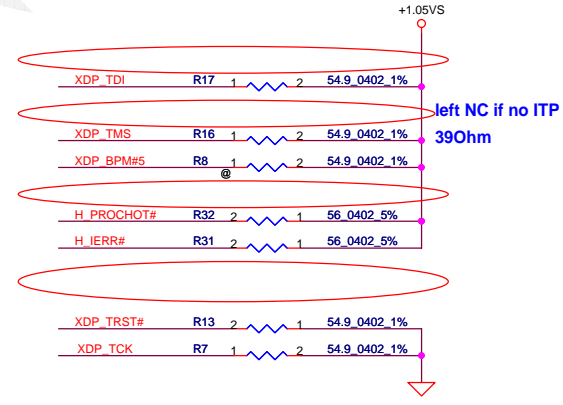 +1.05VS
XDP_TDI R17 1 2 54.9_0402_1%
left NC if no ITP
XDP_TMS R16 1 2 54.9_0402_1%
39Ohm
XDP_BPM#5 R8 1 2 54.9_0402_1%
@
H_PROCHOT# R32 2 1 56_0402_5%
H_IERR# R31 2 1 56_0402_5%
XDP_TRST# R13 2 1 54.9_0402_1%
XDP_TCK R7 1 2 54.9_0402_1%